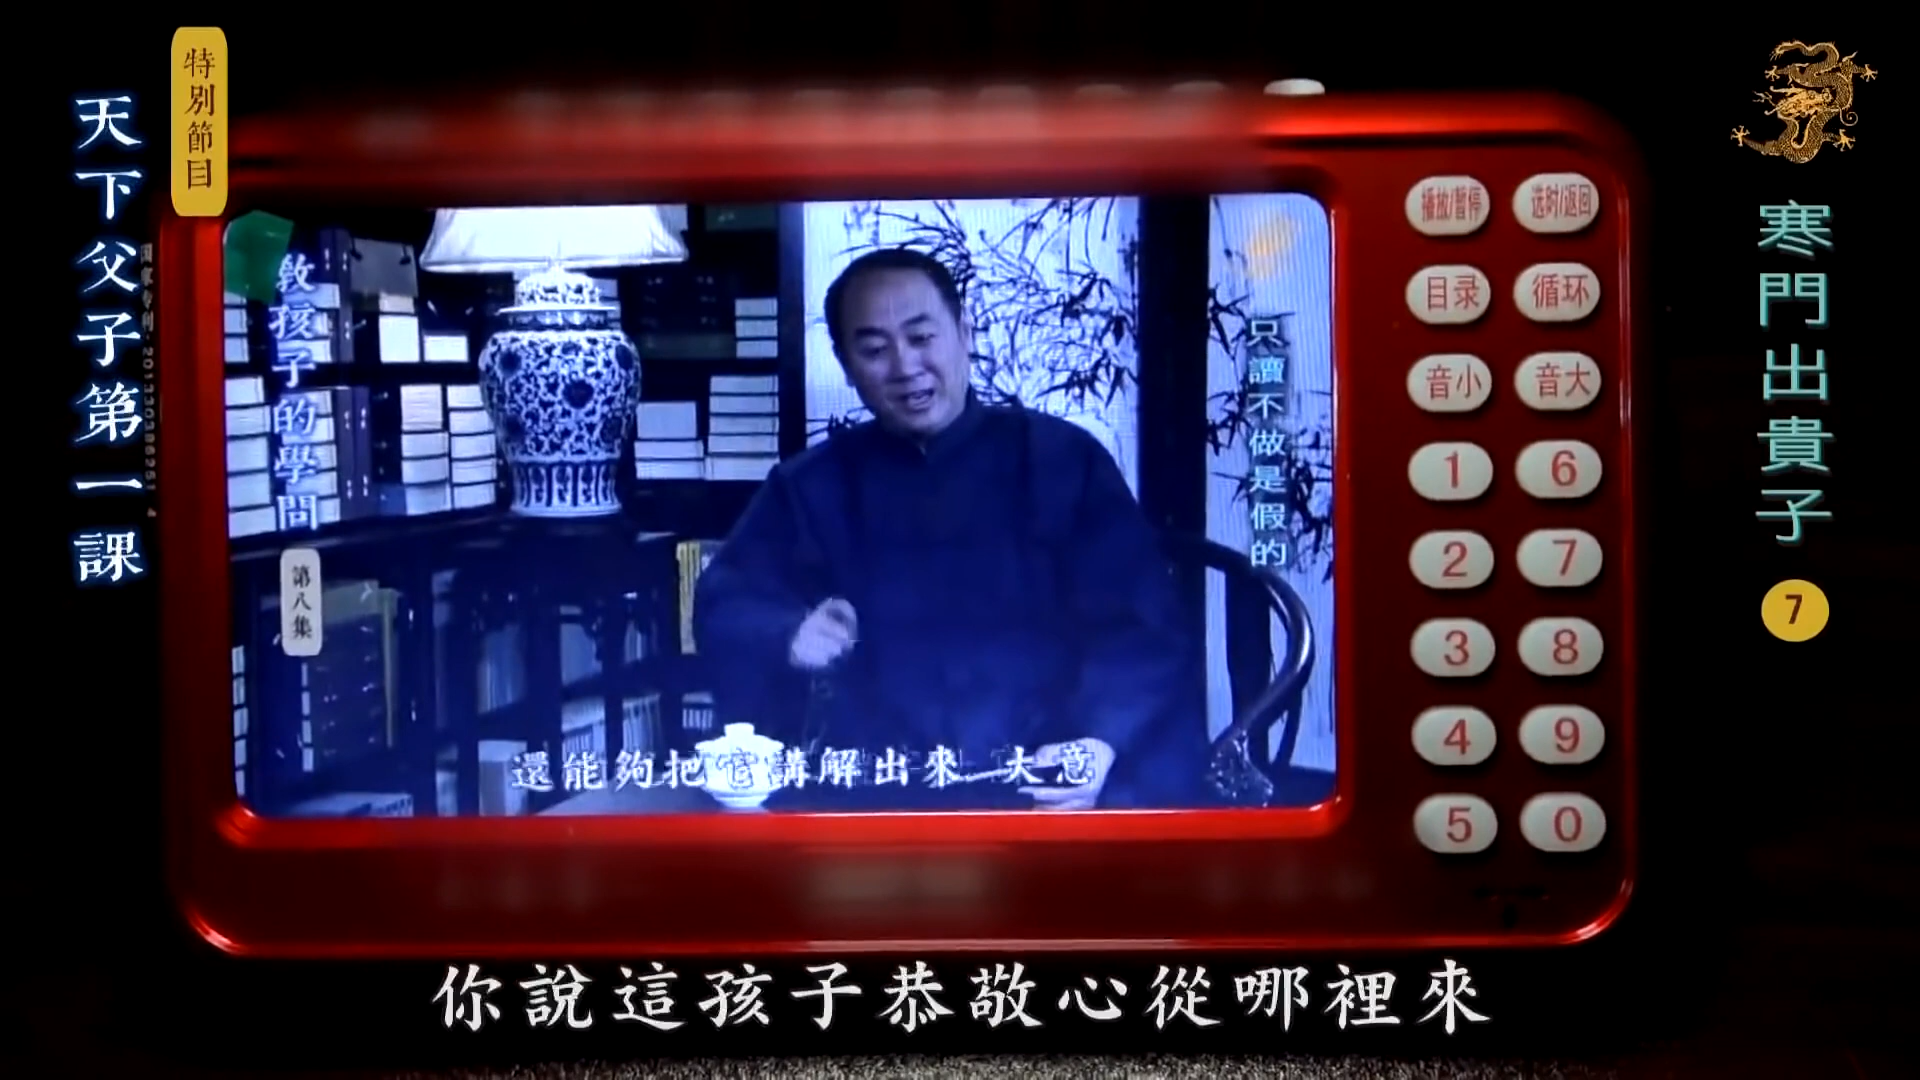 特別節目
天下父子第一課
寒門出貴子
7
教孩子的學問
第八集
只讀不做是假的
播放/暂停
选时/返回
目录
循环
音小
音大
1
6
2
7
3
8
4
9
5
0
還能夠把它講解出來 大意
你說這孩子恭敬心從哪裡來